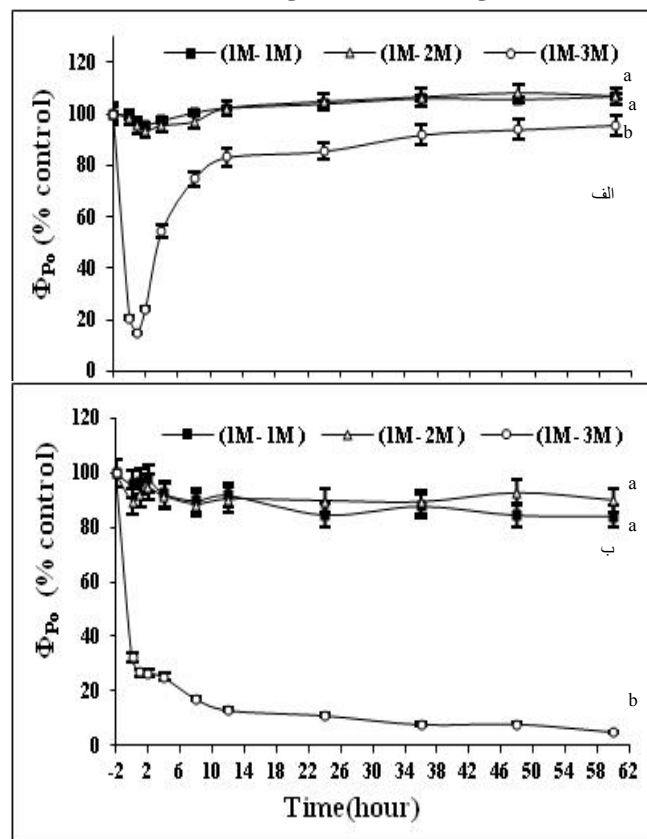 (1M-1M) (1M-2M) (1M-3M)
120
100
80
60
40
20
0
ΦP₀ (% control)
a
a
b
الف
(1M-1M) (1M-2M) (1M-3M)
120
100
80
60
40
20
0
ΦP₀ (% control)
a
a
ب
b
-2 2 6 10 14 18 22 26 30 34 38 42 46 50 54 58 62
Time(hour)